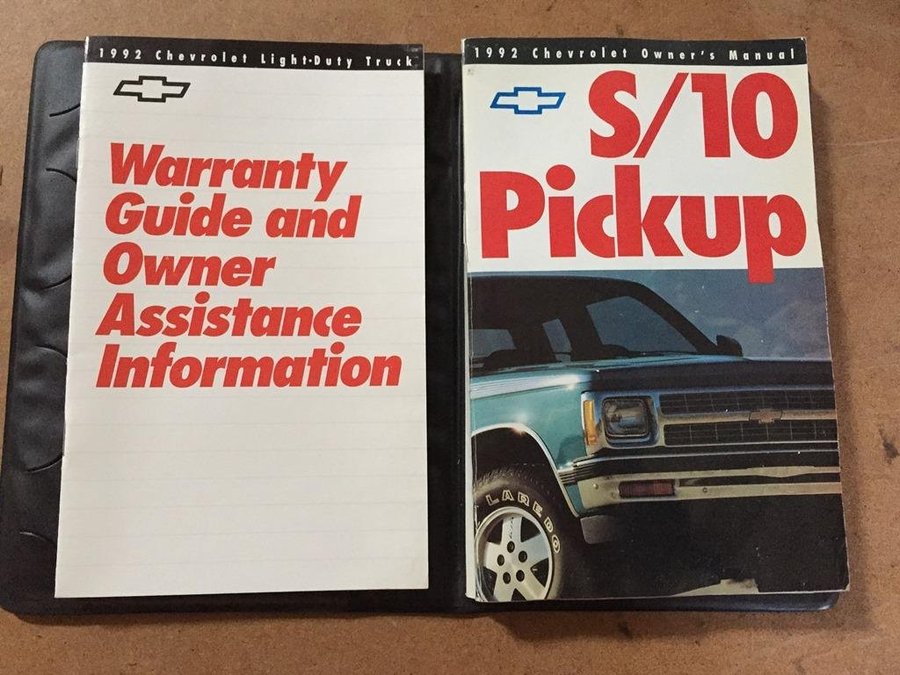 1992 Chevrolet Light-Duty Truck
Warranty
Guide and
Owner
Assistance
Information
1992 Chevrolet Owner's Manual
S/10
Pickup
LAREDO